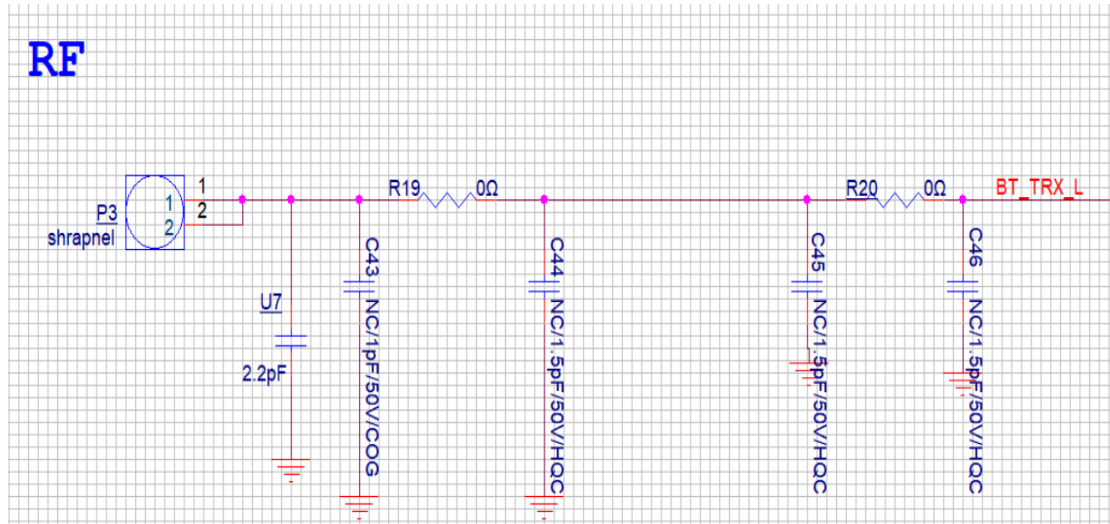 RF
P3
shrapnel
1
2
1
2
R19
0Ω
R20
0Ω
BT_TRX_L
U7
2.2pF
C43
NC/1pF/50V/COG
C44
NC/1.5pF/50V/HQC
C45
NC/1.5pF/50V/HQC
C46
NC/1.5pF/50V/HQC